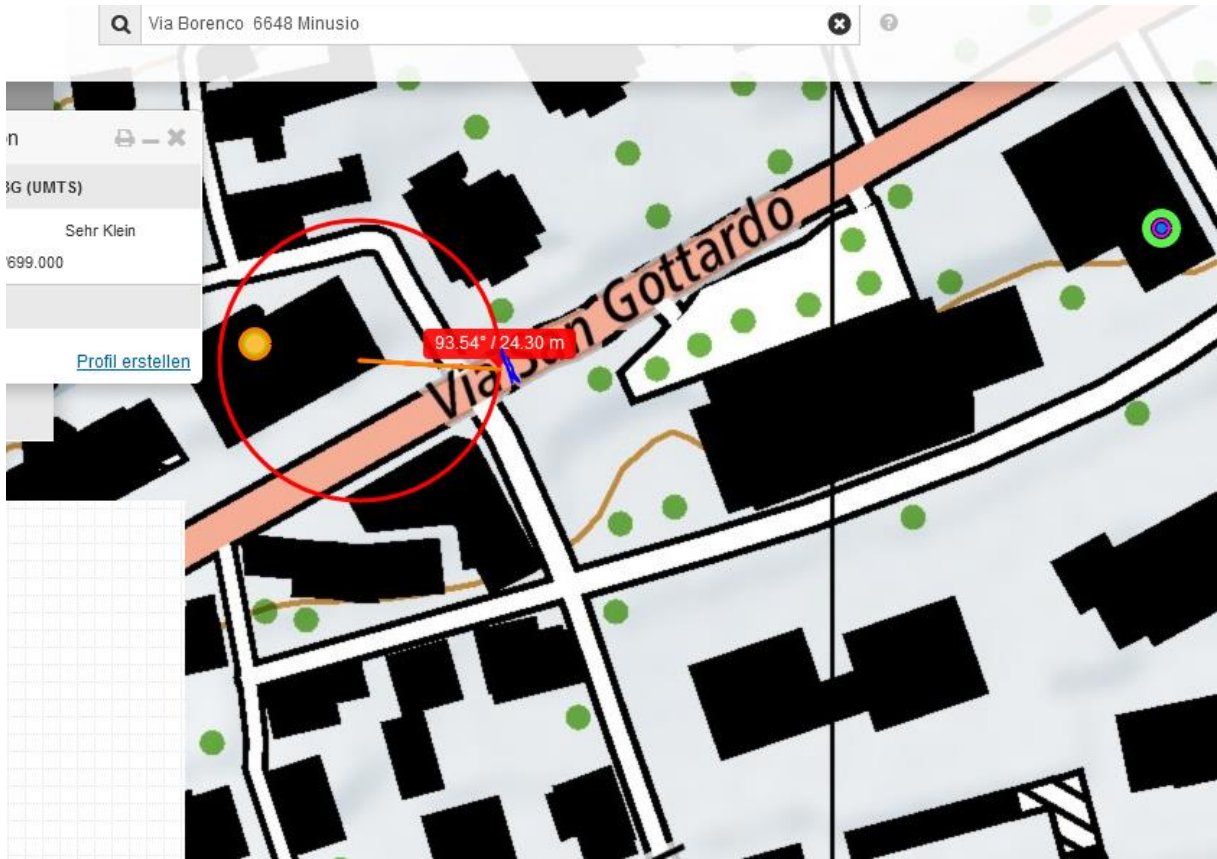 Via Borenco 6648 Minusio
on
3G (UMTS)
Sehr Klein
699.000
Profil erstellen
93.54° / 24.30 m
Via San Gottardo